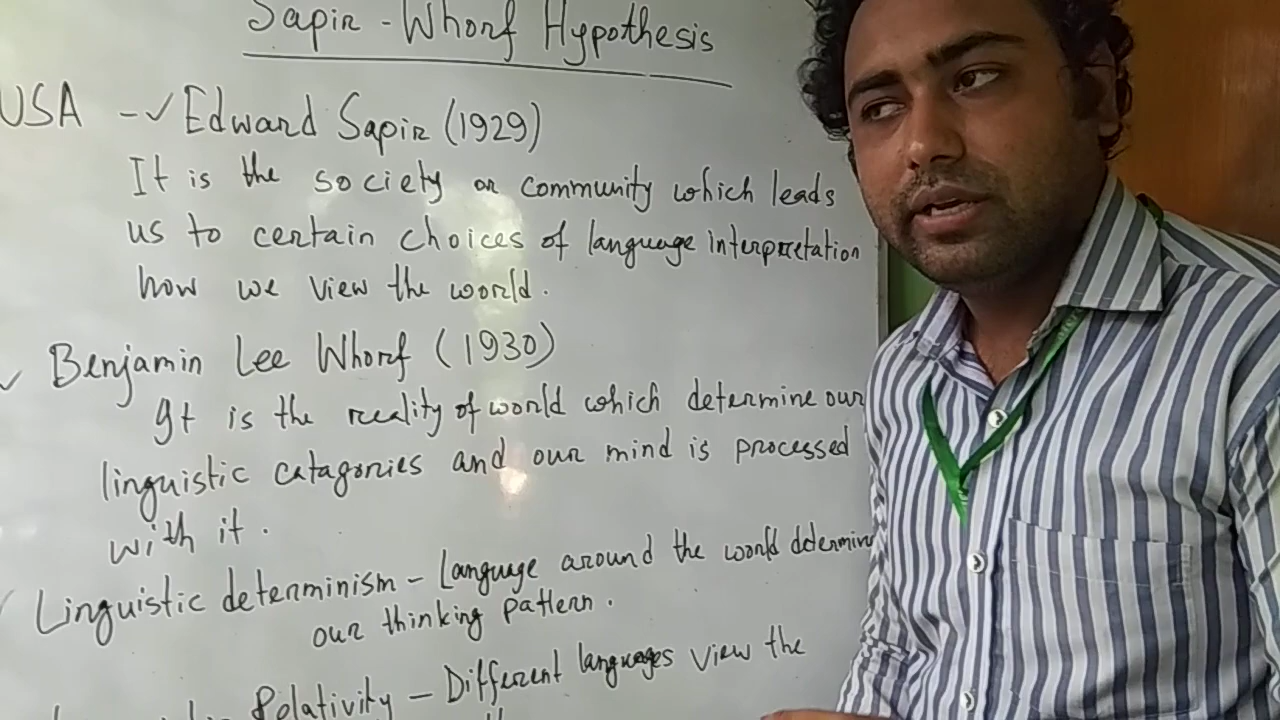 Sapir - Whorf Hypothesis
USA - ✓ Edward Sapir (1929)
It is the society or community which leads
us to certain choices of language interpretation
how we view the world.
✓ Benjamin Lee Whorf (1930)
It is the reality of world which determine our
linguistic catagories and our mind is processed
with it.
✓ Linguistic determinism - Language around the world determin
our thinking pattern.
Relativity - Different languages view the